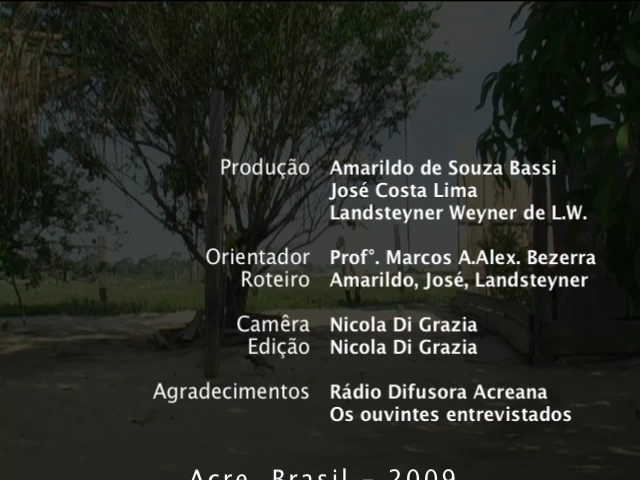 Produção Amarildo de Souza Bassi
José Costa Lima
Landsteyner Weyner de L.W.
Orientador Prof°. Marcos A.Alex. Bezerra
Roteiro Amarildo, José, Landsteyner
Camêra Nicola Di Grazia
Edição Nicola Di Grazia
Agradecimentos Rádio Difusora Acreana
Os ouvintes entrevistados
Acre, Brasil – 2009